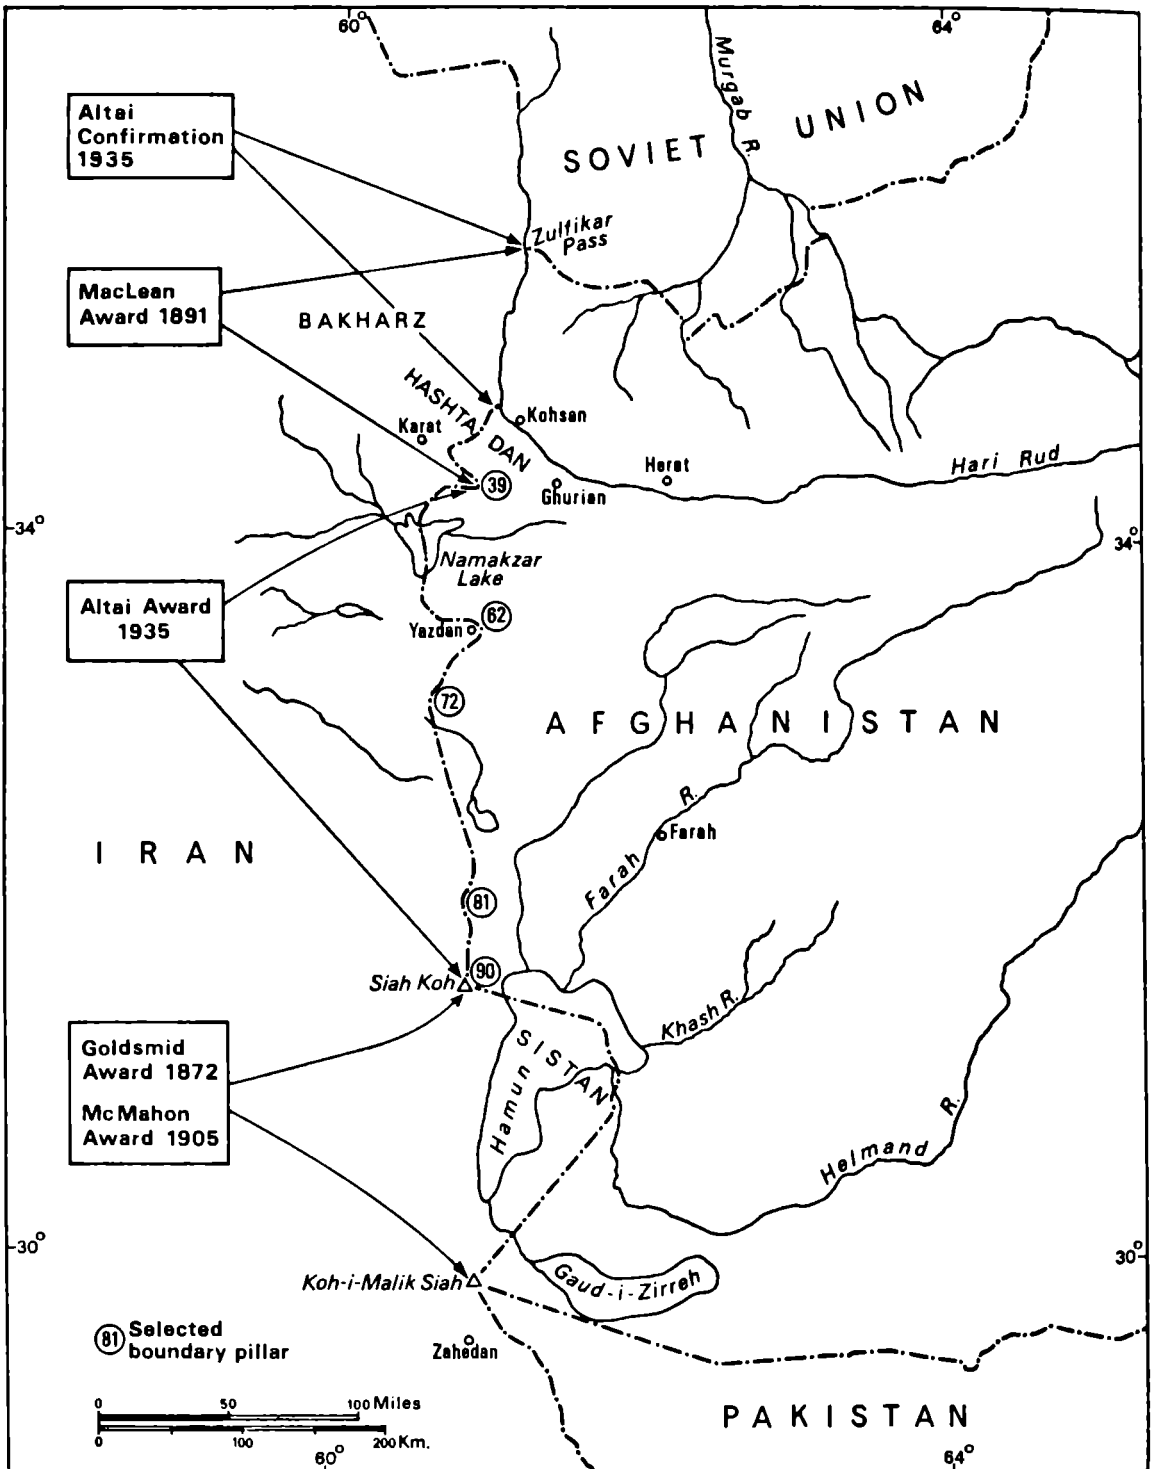 60°
64°
Altai
Confirmation
1935
Murgab R.
SOVIET UNION
Zulfikar
Pass
MacLean
Award 1891
BAKHARZ
HASHTADAN
Karat
Kohsan
Herat
Hari Rud
39
Ghurian
34°
34°
Namakzar
Lake
Altai Award
1935
62
Yazdan
72
AFGHANISTAN
Farah R.
Farah
IRAN
81
90
Siah Koh
Khash R.
Goldsmid
Award 1872
McMahon
Award 1905
Hamun
SISTAN
Helmand R.
30°
30°
Koh-i-Malik Siah
Gaud-i-Zirreh
81 Selected
boundary pillar
Zahedan
0 50 100 Miles
0 100 200 Km.
PAKISTAN
60°
64°